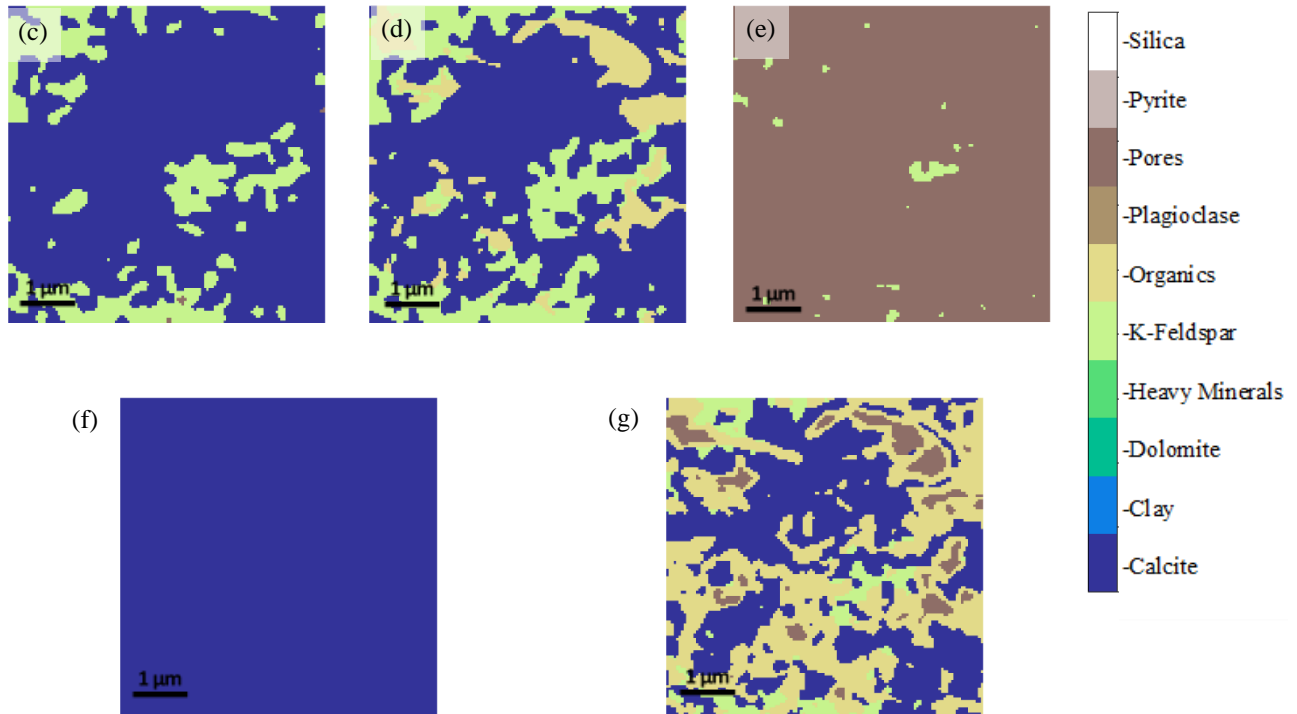 (c)
1 µm
(d)
1 µm
(e)
1 µm
-Silica
-Pyrite
-Pores
-Plagioclase
-Organics
-K-Feldspar
-Heavy Minerals
-Dolomite
-Clay
-Calcite
(f)
1 µm
(g)
1 µm